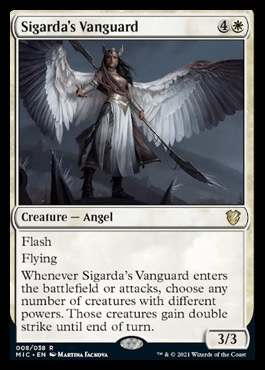 Sigarda's Vanguard 4
Creature — Angel
Flash
Flying
Whenever Sigarda's Vanguard enters
the battlefield or attacks, choose any
number of creatures with different
powers. Those creatures gain double
strike until end of turn.
3/3
008/038 R
MIC • EN MARTINA FAČKOVÁ
™ & © 2021 Wizards of the Coast